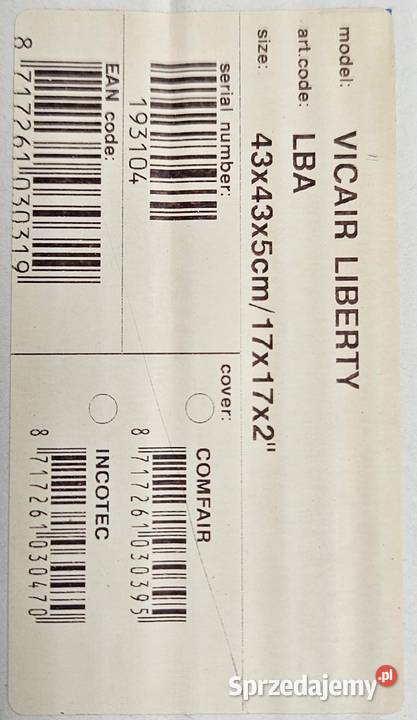 model: VICAIR LIBERTY
art.code: LBA
size: 43x43x5cm/17x17x2"
serial number:
193104
EAN code:
8 717261 030319
cover:
COMFAIR
8 717261 030395
INCOTEC
8 717261 030470
Sprzedajemy.pl